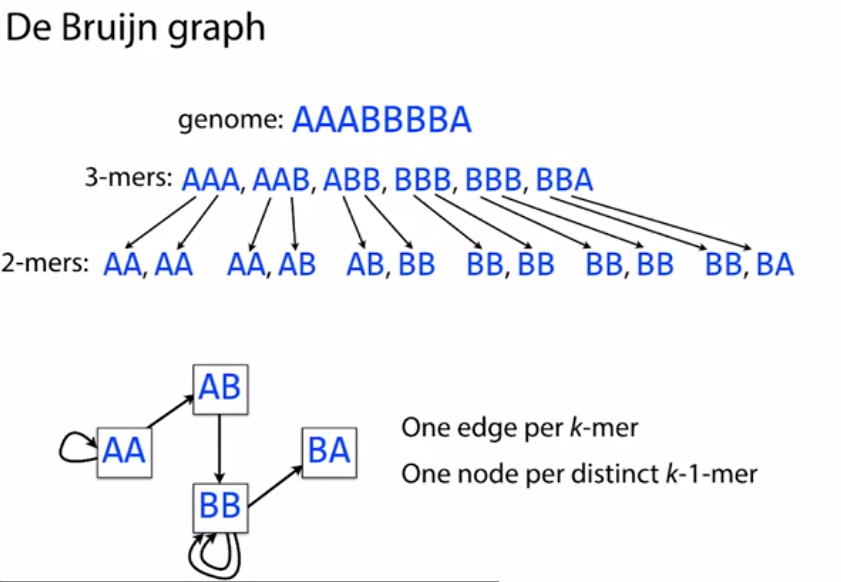 De Bruijn graph
genome: AAABBBBA
3-mers: AAA, AAB, ABB, BBB, BBB, BBA
2-mers: AA, AA AA, AB AB, BB BB, BB BB, BB BB, BA
AB
AA
BA
BB
One edge per k-mer
One node per distinct k-1-mer